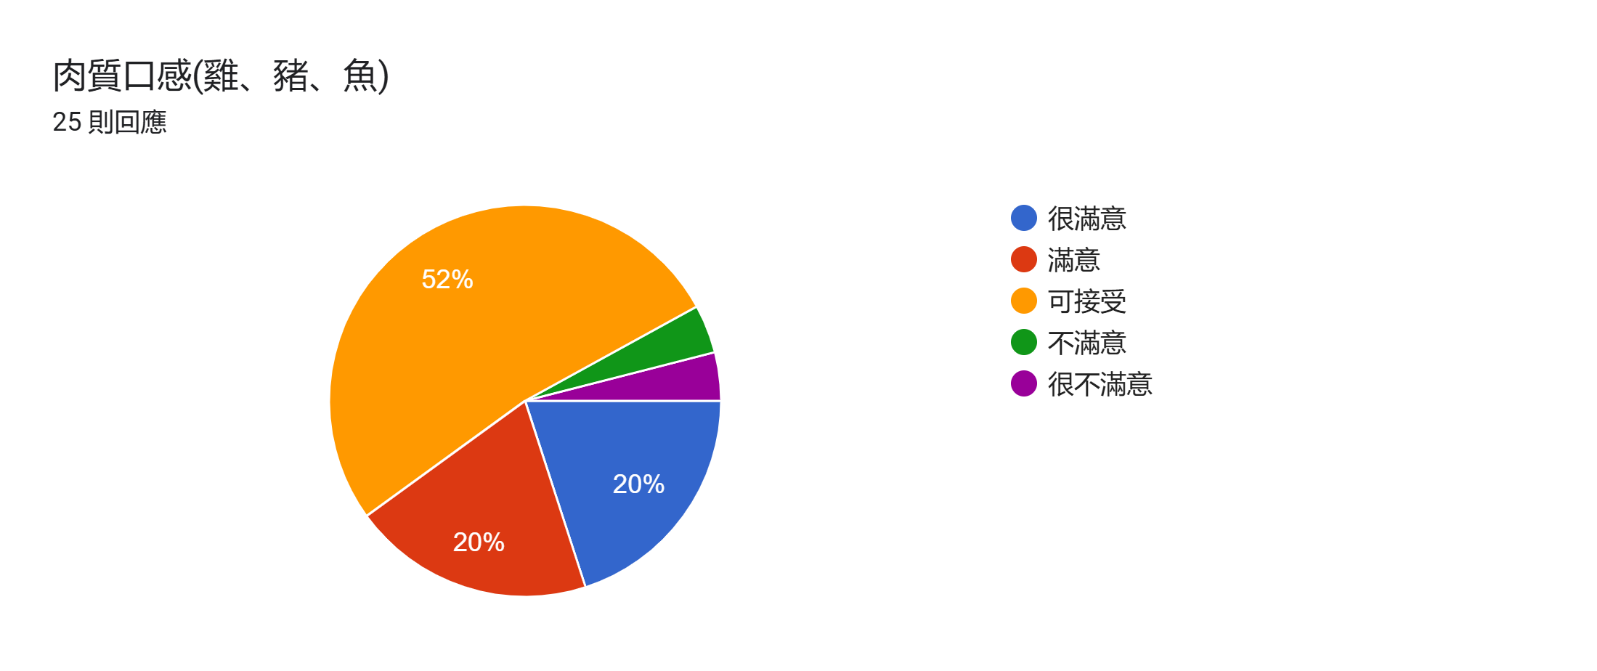 肉質口感(雞、豬、魚)
25 則回應
52%
20%
20%
很滿意
滿意
可接受
不滿意
很不滿意